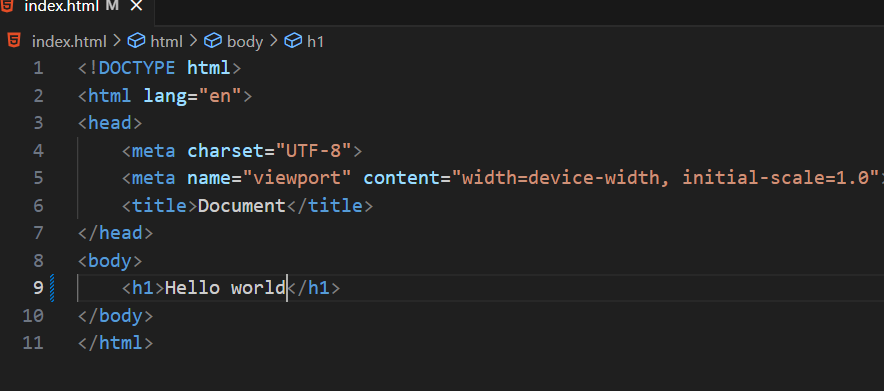 index.html M ×
index.html > html > body > h1
1 <!DOCTYPE html>
2 <html lang="en">
3 <head>
4     <meta charset="UTF-8">
5     <meta name="viewport" content="width=device-width, initial-scale=1.0">
6     <title>Document</title>
7 </head>
8 <body>
9     <h1>Hello world</h1>
10 </body>
11 </html>